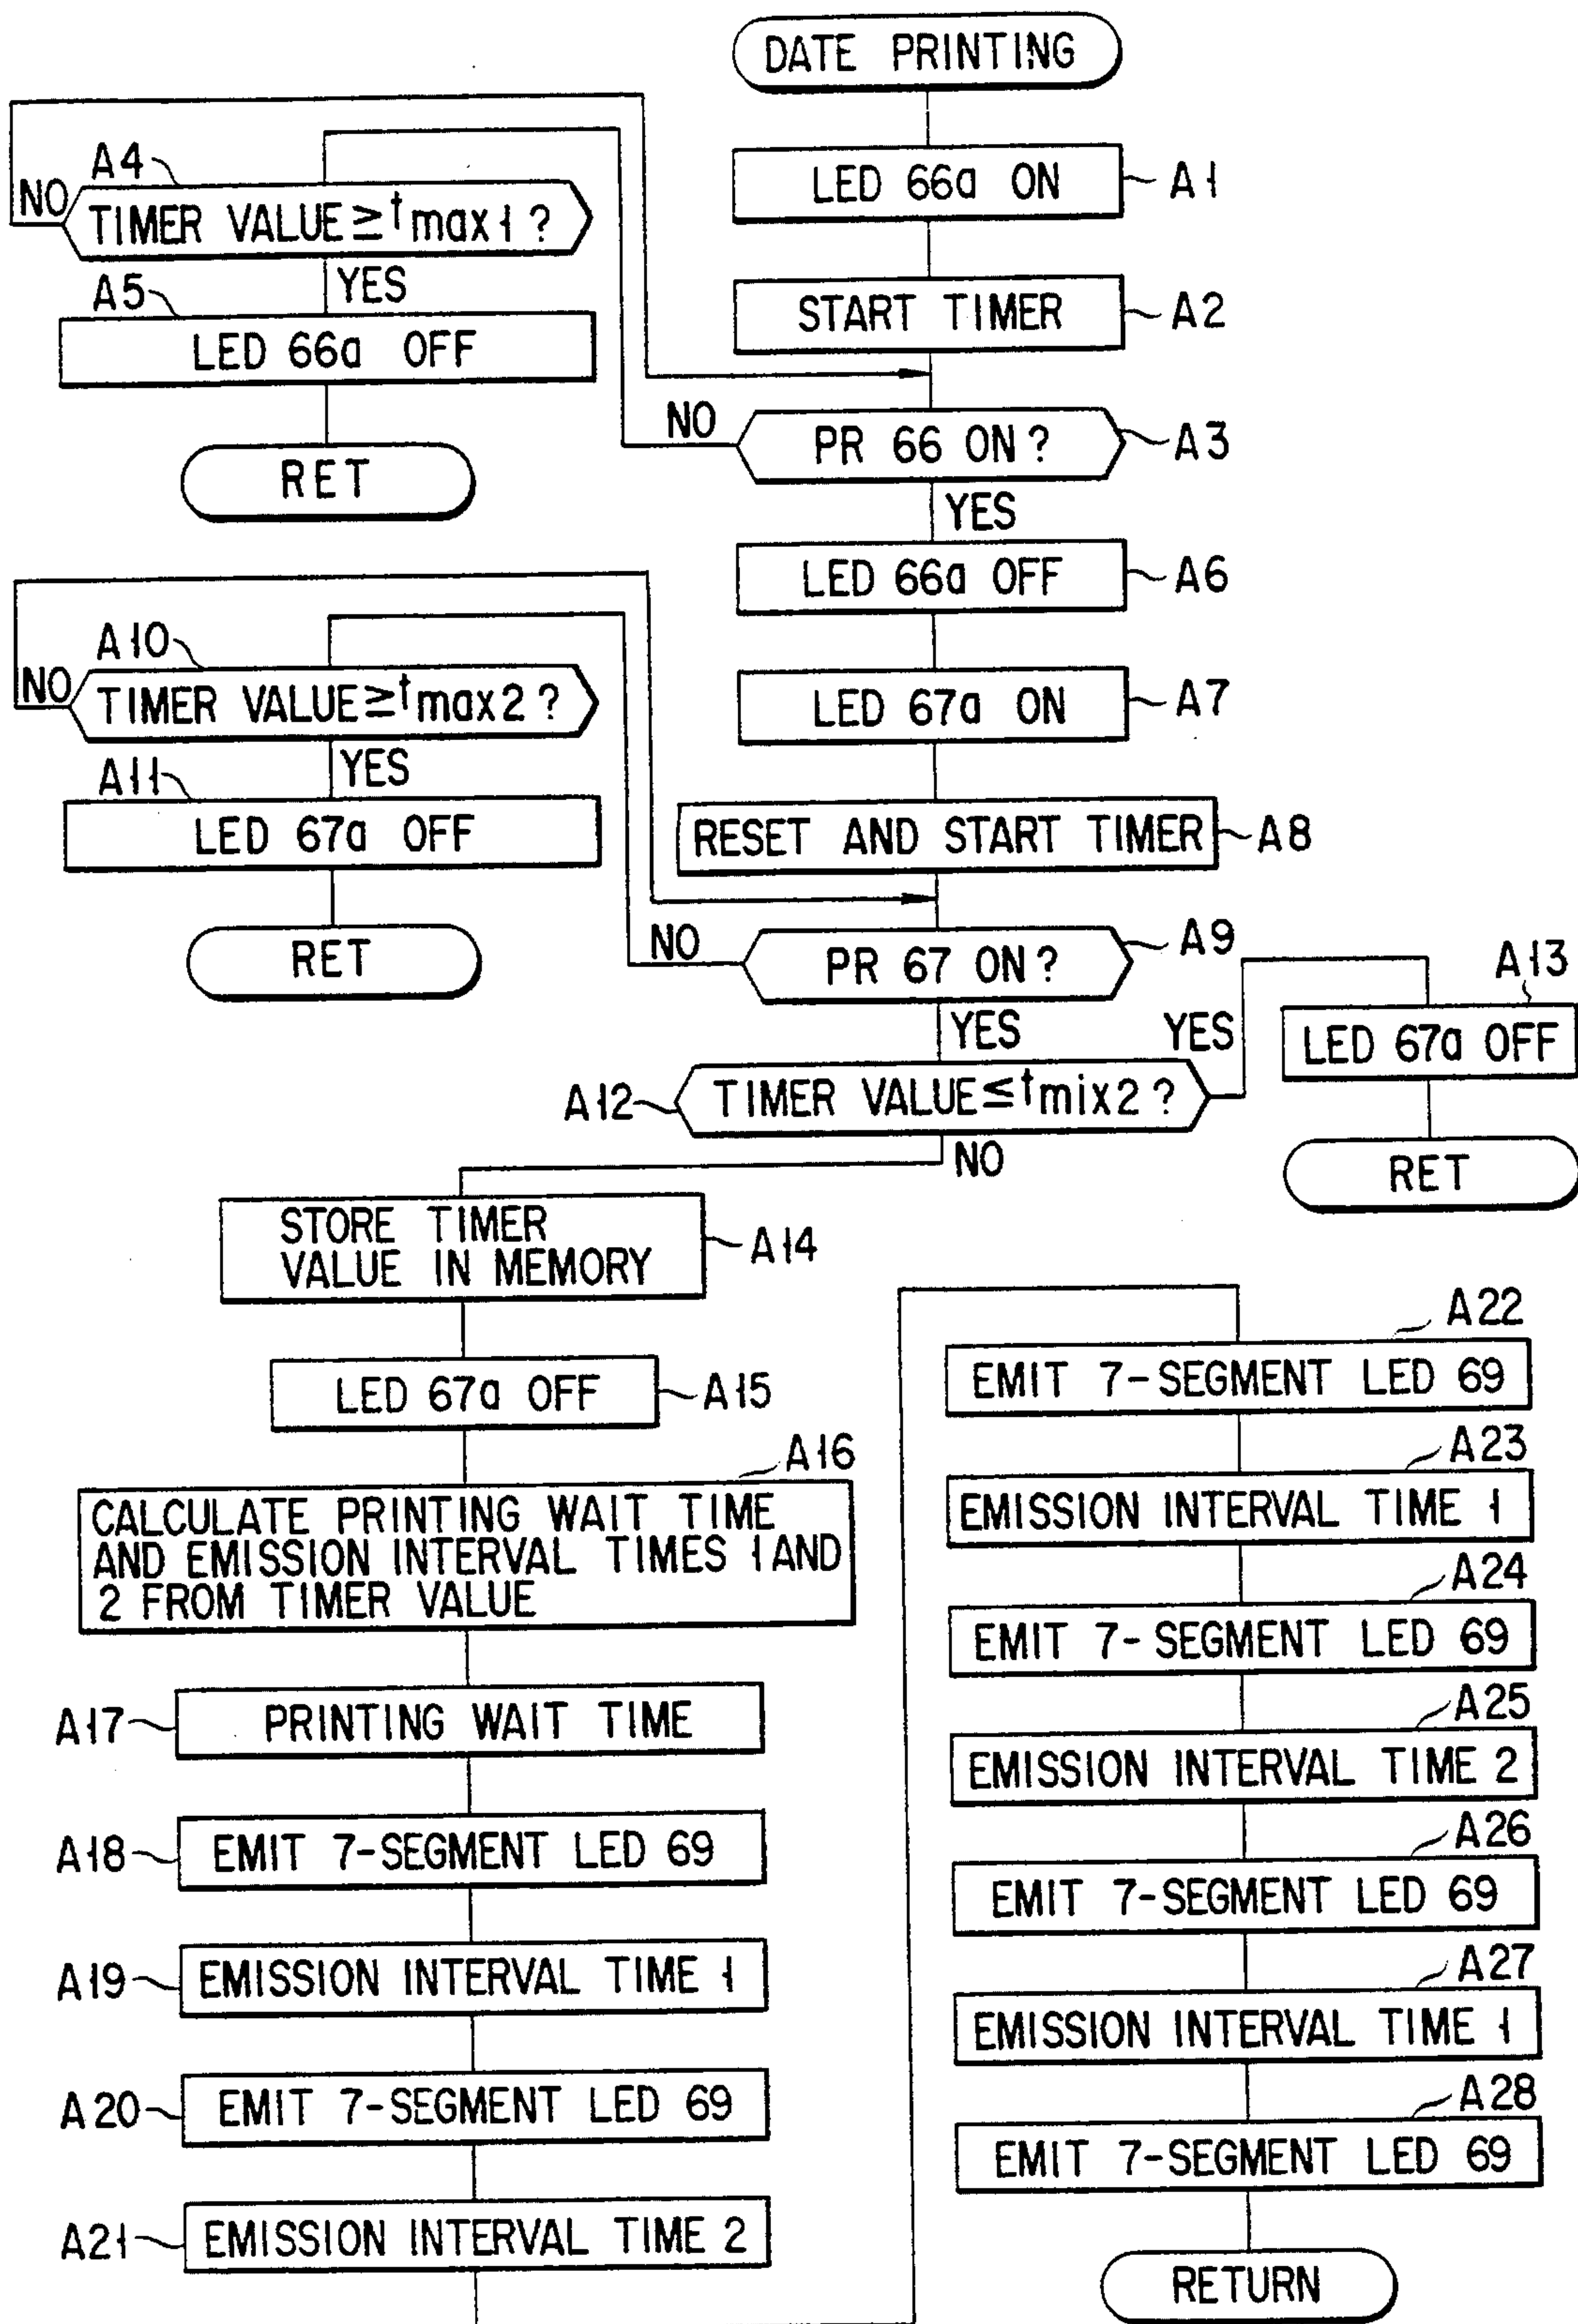 DATE PRINTING
LED 66a ON
A1
START TIMER
A2
PR 66 ON?
A3
NO
YES
A4
TIMER VALUE≥tmax1?
NO
YES
A5
LED 66a OFF
RET
LED 66a OFF
A6
LED 67a ON
A7
RESET AND START TIMER
A8
PR 67 ON?
A9
NO
YES
A10
TIMER VALUE≥tmax2?
NO
YES
A11
LED 67a OFF
RET
A12
TIMER VALUE≤tmix2?
YES
NO
A13
LED 67a OFF
RET
STORE TIMER
VALUE IN MEMORY
A14
LED 67a OFF
A15
A16
CALCULATE PRINTING WAIT TIME
AND EMISSION INTERVAL TIMES 1 AND
2 FROM TIMER VALUE
A17
PRINTING WAIT TIME
A18
EMIT 7-SEGMENT LED 69
A19
EMISSION INTERVAL TIME 1
A20
EMIT 7-SEGMENT LED 69
A21
EMISSION INTERVAL TIME 2
A22
EMIT 7-SEGMENT LED 69
A23
EMISSION INTERVAL TIME 1
A24
EMIT 7-SEGMENT LED 69
A25
EMISSION INTERVAL TIME 2
A26
EMIT 7-SEGMENT LED 69
A27
EMISSION INTERVAL TIME 1
A28
EMIT 7-SEGMENT LED 69
RETURN